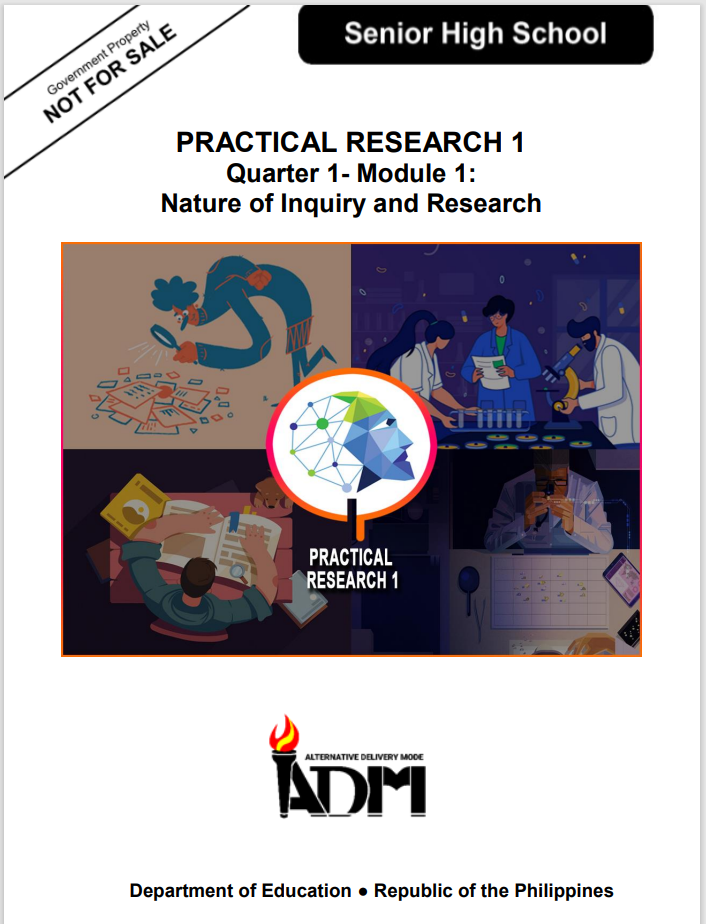 Government Property
NOT FOR SALE
Senior High School
PRACTICAL RESEARCH 1
Quarter 1- Module 1:
Nature of Inquiry and Research
PRACTICAL
RESEARCH 1
ALTERNATIVE DELIVERY MODE
ADM
Department of Education ● Republic of the Philippines